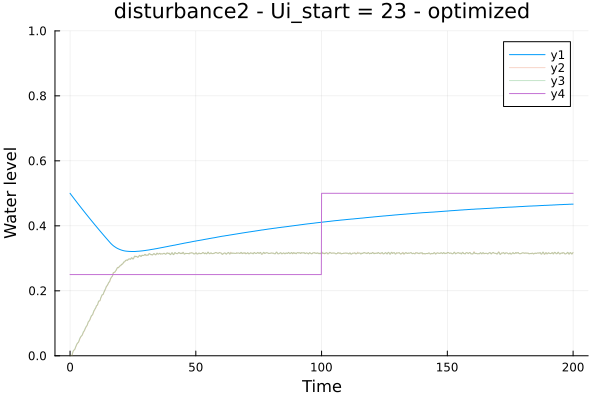 disturbance2 - Ui_start = 23 - optimized
1.0
y1
y2
y3
y4
0.8
0.6
Water level
0.4
0.2
0.0
0
50
100
150
200
Time